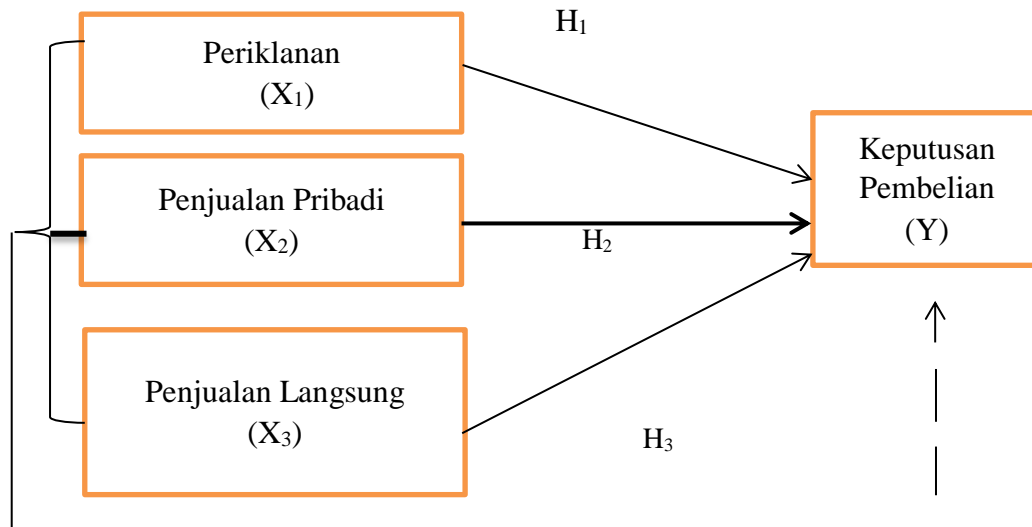 H₁
Periklanan
(X₁)
Keputusan
Pembelian
(Y)
Penjualan Pribadi
(X₂)
H₂
Penjualan Langsung
(X₃)
H₃